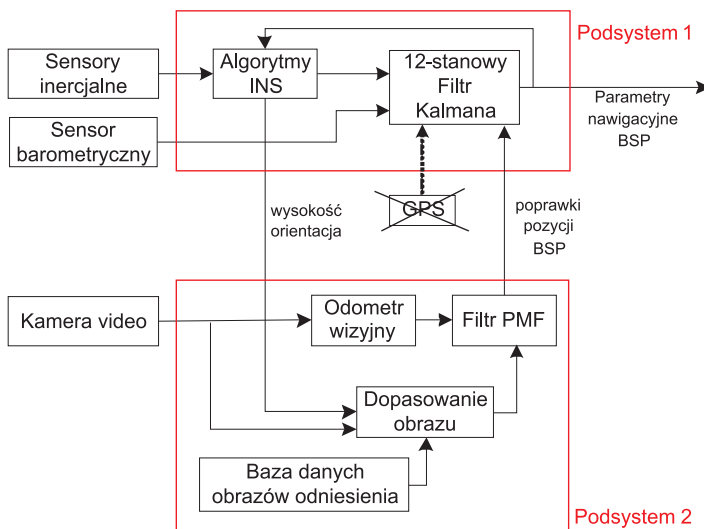 Podsystem 1
Sensory
inercjalne
Algorytmy
INS
12-stanowy
Filtr
Kalmana
Sensor
barometryczny
Parametry
nawigacyjne
BSP
GPS
wysokość
orientacja
poprawki
pozycji
BSP
Kamera video
Odometr
wizyjny
Filtr PMF
Dopasowanie
obrazu
Baza danych
obrazów odniesienia
Podsystem 2